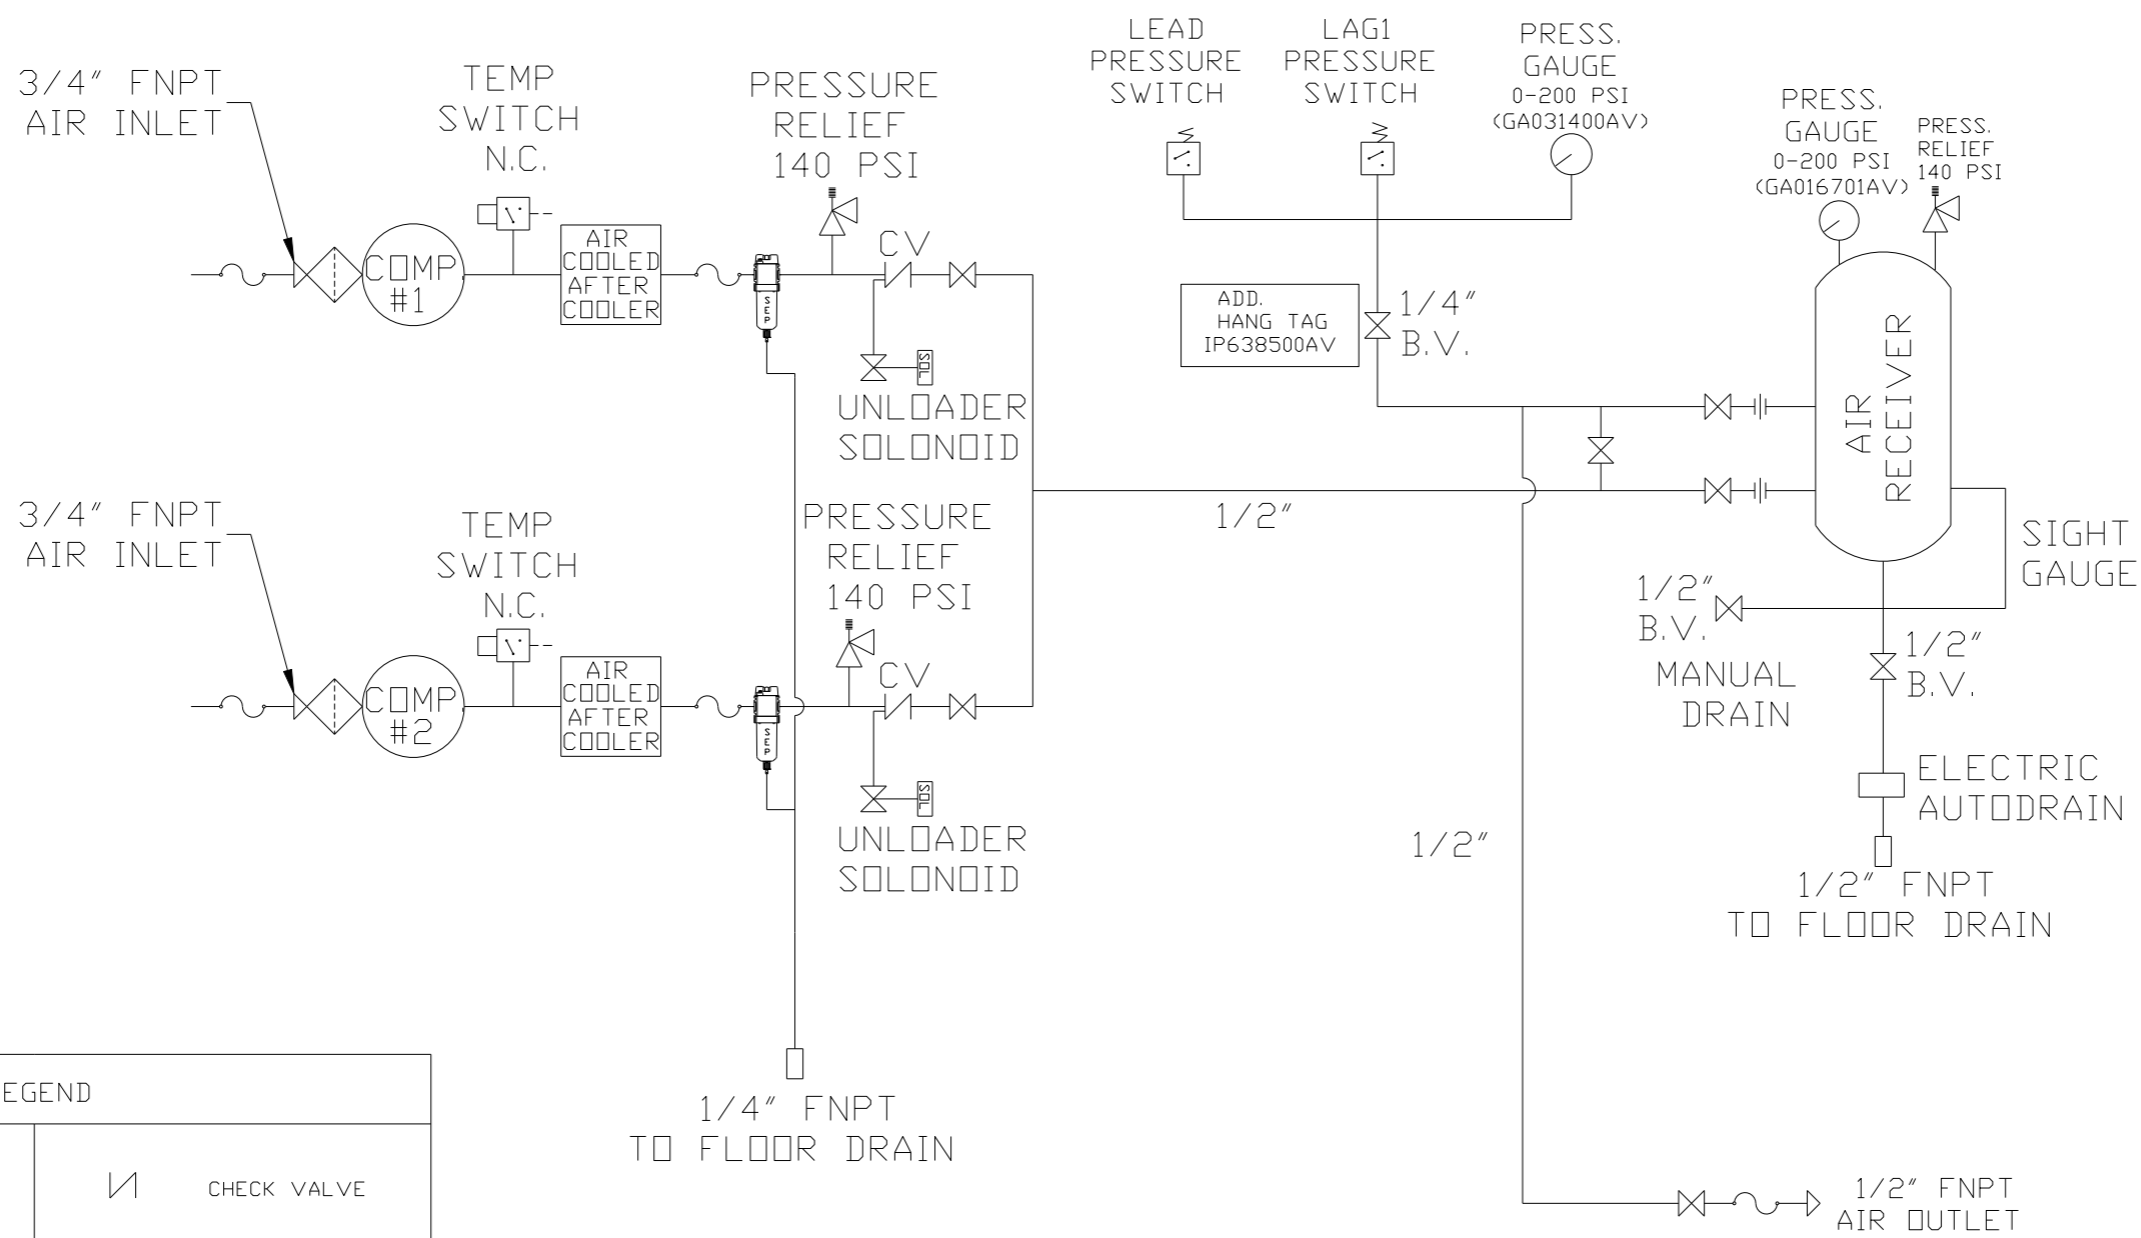 3/4" FNPT
AIR INLET
TEMP
SWITCH
N.C.
PRESSURE
RELIEF
140 PSI
LEAD
PRESSURE
SWITCH
LAG1
PRESSURE
SWITCH
PRESS.
GAUGE
0-200 PSI
(GA031400AV)
PRESS.
GAUGE
0-200 PSI
(GA016701AV)
PRESS.
RELIEF
140 PSI
COMP
#1
AIR
COOLED
AFTER
COOLER
SEP
CV
SOL
UNLOADER
SOLONOID
ADD.
HANG TAG
IP638500AV
1/4"
B.V.
AIR
RECEIVER
1/2"
SIGHT
GAUGE
3/4" FNPT
AIR INLET
TEMP
SWITCH
N.C.
PRESSURE
RELIEF
140 PSI
COMP
#2
AIR
COOLED
AFTER
COOLER
SEP
CV
SOL
UNLOADER
SOLONOID
1/2"
B.V.
MANUAL
DRAIN
1/2"
B.V.
ELECTRIC
AUTODRAIN
1/2" FNPT
TO FLOOR DRAIN
1/2"
1/4" FNPT
TO FLOOR DRAIN
EGEND
CHECK VALVE
1/2" FNPT
AIR OUTLET